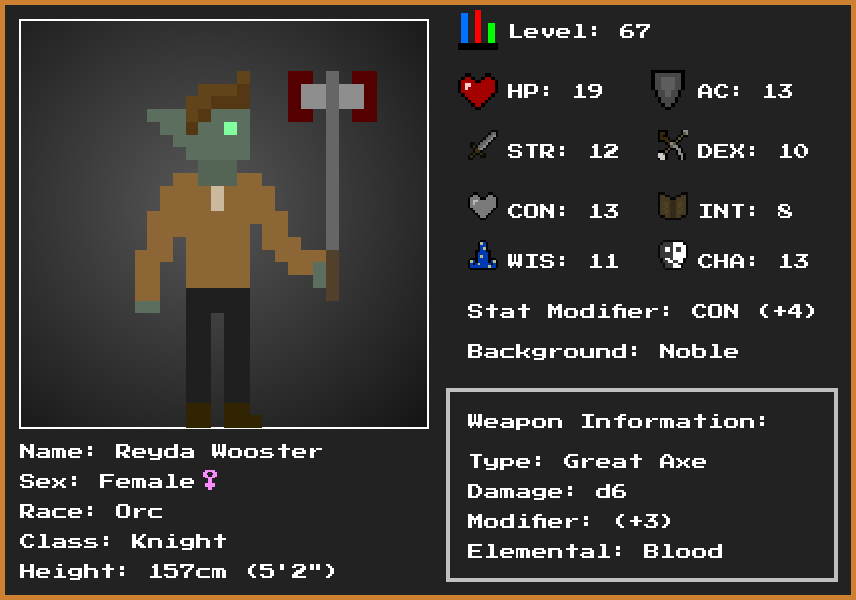 Level: 67
HP: 19
AC: 13
STR: 12
DEX: 10
CON: 13
INT: 8
WIS: 11
CHA: 13
Stat Modifier: CON (+4)
Background: Noble
Weapon Information:
Type: Great Axe
Damage: d6
Modifier: (+3)
Elemental: Blood
Name: Reyda Wooster
Sex: Female♀
Race: Orc
Class: Knight
Height: 157cm (5'2")